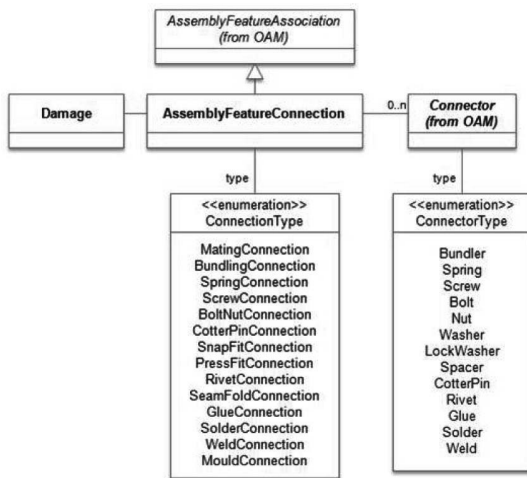 AssemblyFeatureAssociation
(from OAM)
Damage
AssemblyFeatureConnection
0..n
Connector
(from OAM)
type
type
<<enumeration>>
ConnectionType
MatingConnection
BundlingConnection
SpringConnection
ScrewConnection
BoltNutConnection
CotterPinConnection
SnapFitConnection
PressFitConnection
RivetConnection
SeamFoldConnection
GlueConnection
SolderConnection
WeldConnection
MouldConnection
<<enumeration>>
ConnectorType
Bundler
Spring
Screw
Bolt
Nut
Washer
LockWasher
Spacer
CotterPin
Rivet
Glue
Solder
Weld